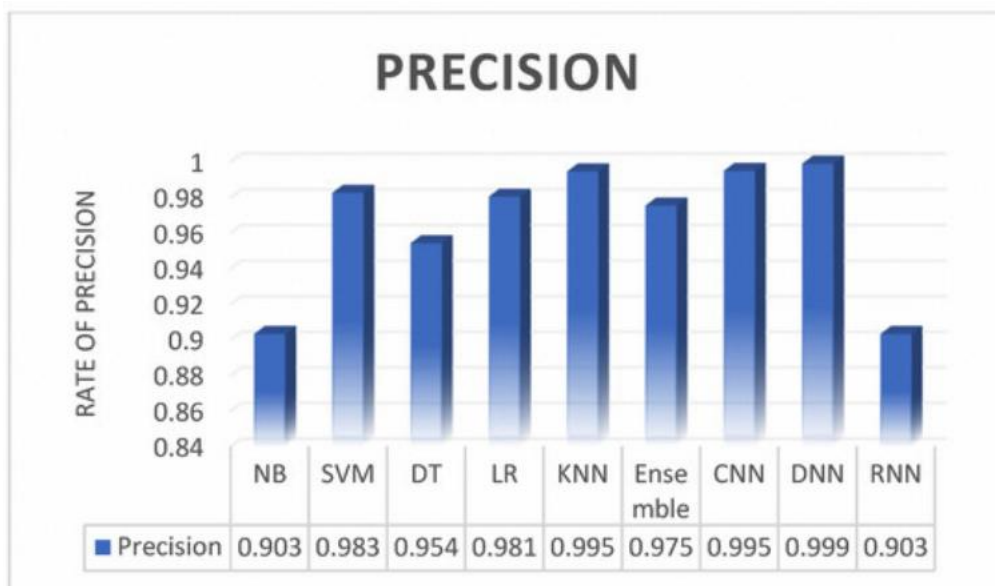 PRECISION
RATE OF PRECISION
1
0.98
0.96
0.94
0.92
0.9
0.88
0.86
0.84
NB SVM DT LR KNN Ense CNN DNN RNN
mble
Precision 0.903 0.983 0.954 0.981 0.995 0.975 0.995 0.999 0.903